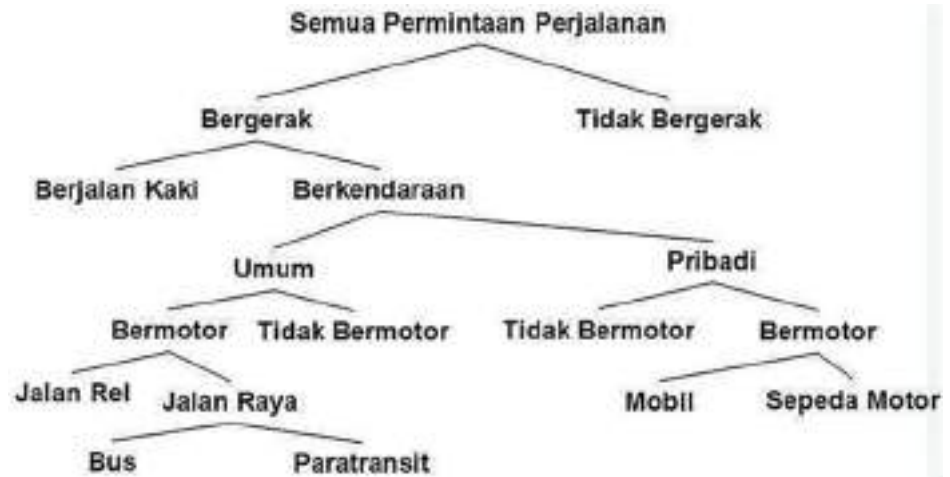 Semua Permintaan Perjalanan
Bergerak Tidak Bergerak
Berjalan Kaki Berkendaraan
Umum Pribadi
Bermotor Tidak Bermotor Tidak Bermotor Bermotor
Jalan Rel Jalan Raya Mobil Sepeda Motor
Bus Paratransit